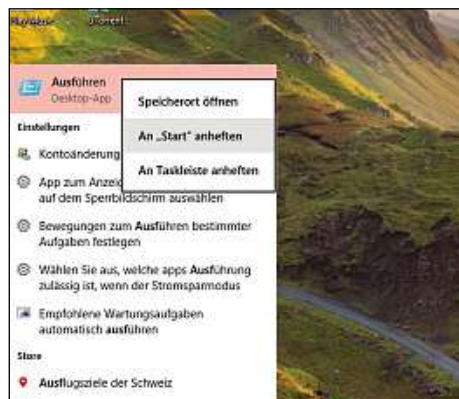 Ausführen
Desktop-App
Speicherort öffnen
An „Start“ anheften
An Taskleiste anheften
Einstellungen
Kontoänderung
App zum Anzeig
auf dem Sperrbildschirm auswählen
Bewegungen zum Ausführen bestimmter
Aufgaben festlegen
Wählen Sie aus, welche apps Ausführung
zulässig ist, wenn der Stromsparmodus
Empfohlene Wartungsaufgaben
automatisch ausführen
Store
Ausflugsziele der Schweiz